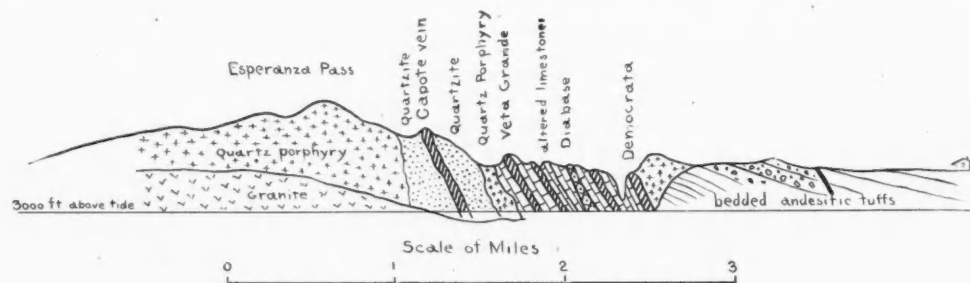 Esperanza Pass
quartzite
Capote vein
Quartzite
Quartz Porphyry
Veta Grande
altered limestones
Diabase
Democrata
quartz porphyry
Granite
3000 ft above tide
bedded andesitic tuffs
Scale of Miles
0 1 2 3